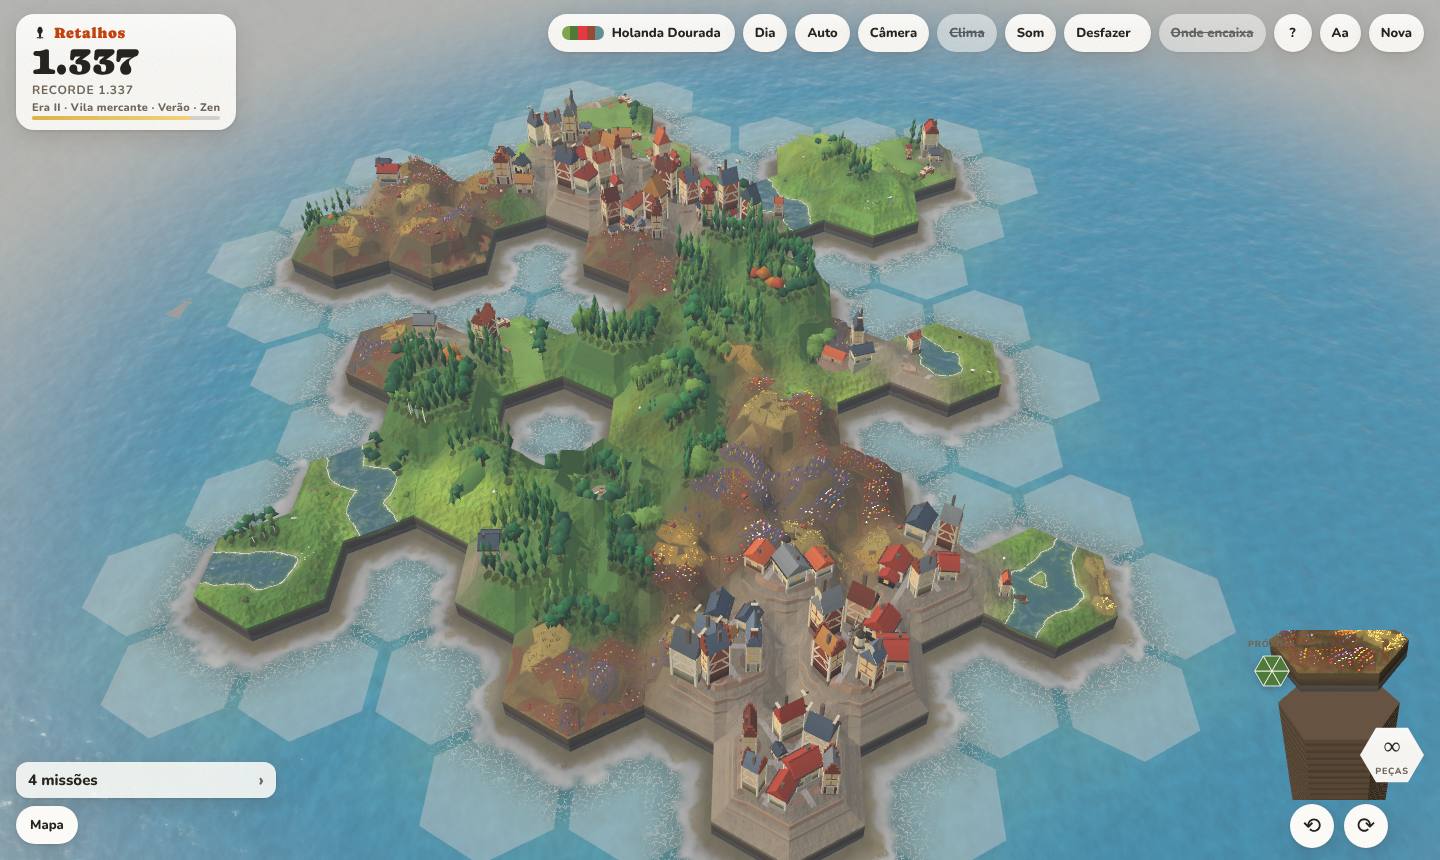 Retalhos
1.337
RECORDE 1.337
Era II · Vila mercante · Verão · Zen
Holanda Dourada
Dia
Auto
Câmera
Clima
Som
Desfazer
Onde encaixa
?
Aa
Nova
∞
PEÇAS
4 missões ›
Mapa